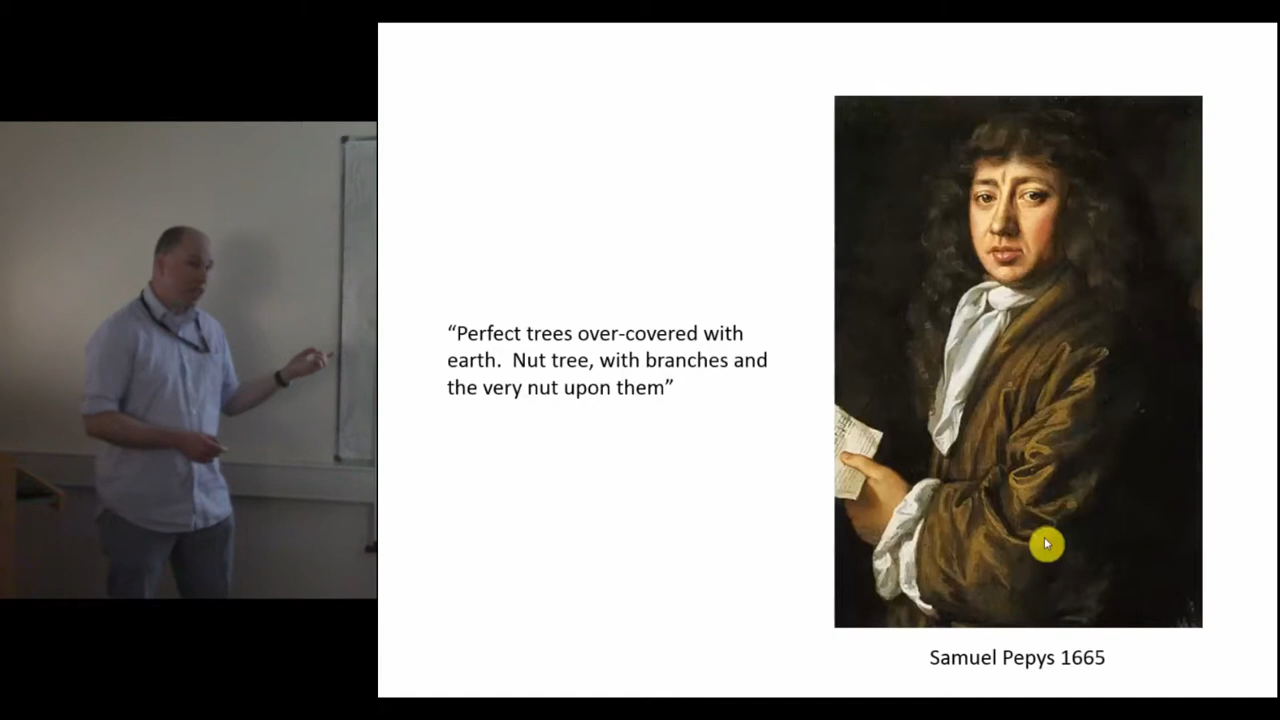 “Perfect trees over-covered with
earth.  Nut tree, with branches and
the very nut upon them”
Samuel Pepys 1665